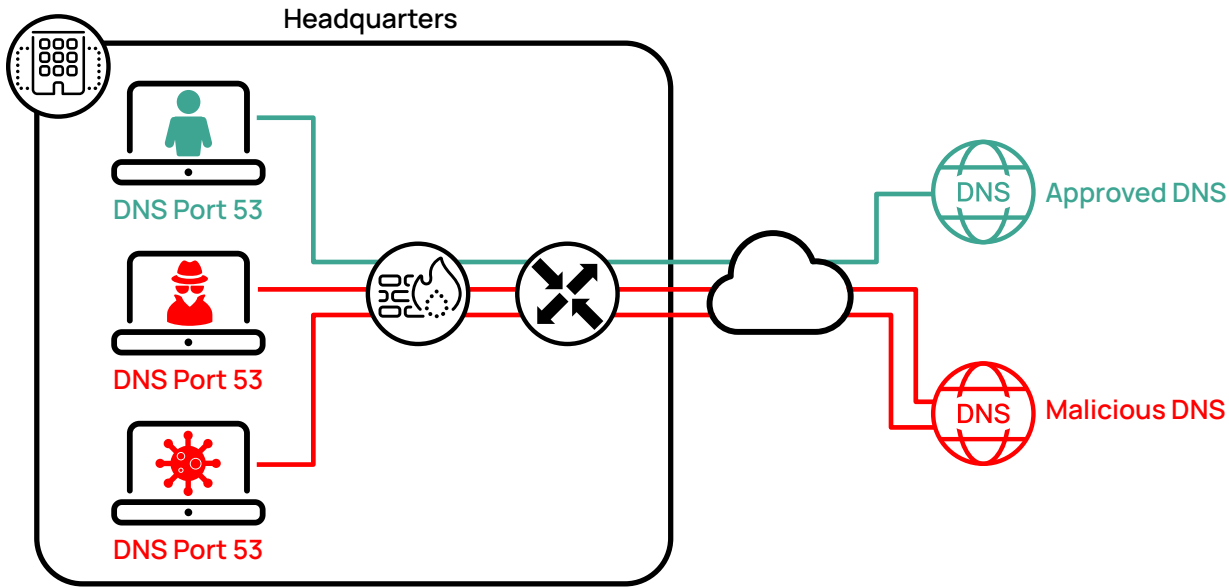 Headquarters
DNS Port 53
DNS Approved DNS
DNS Port 53
DNS Malicious DNS
DNS Port 53